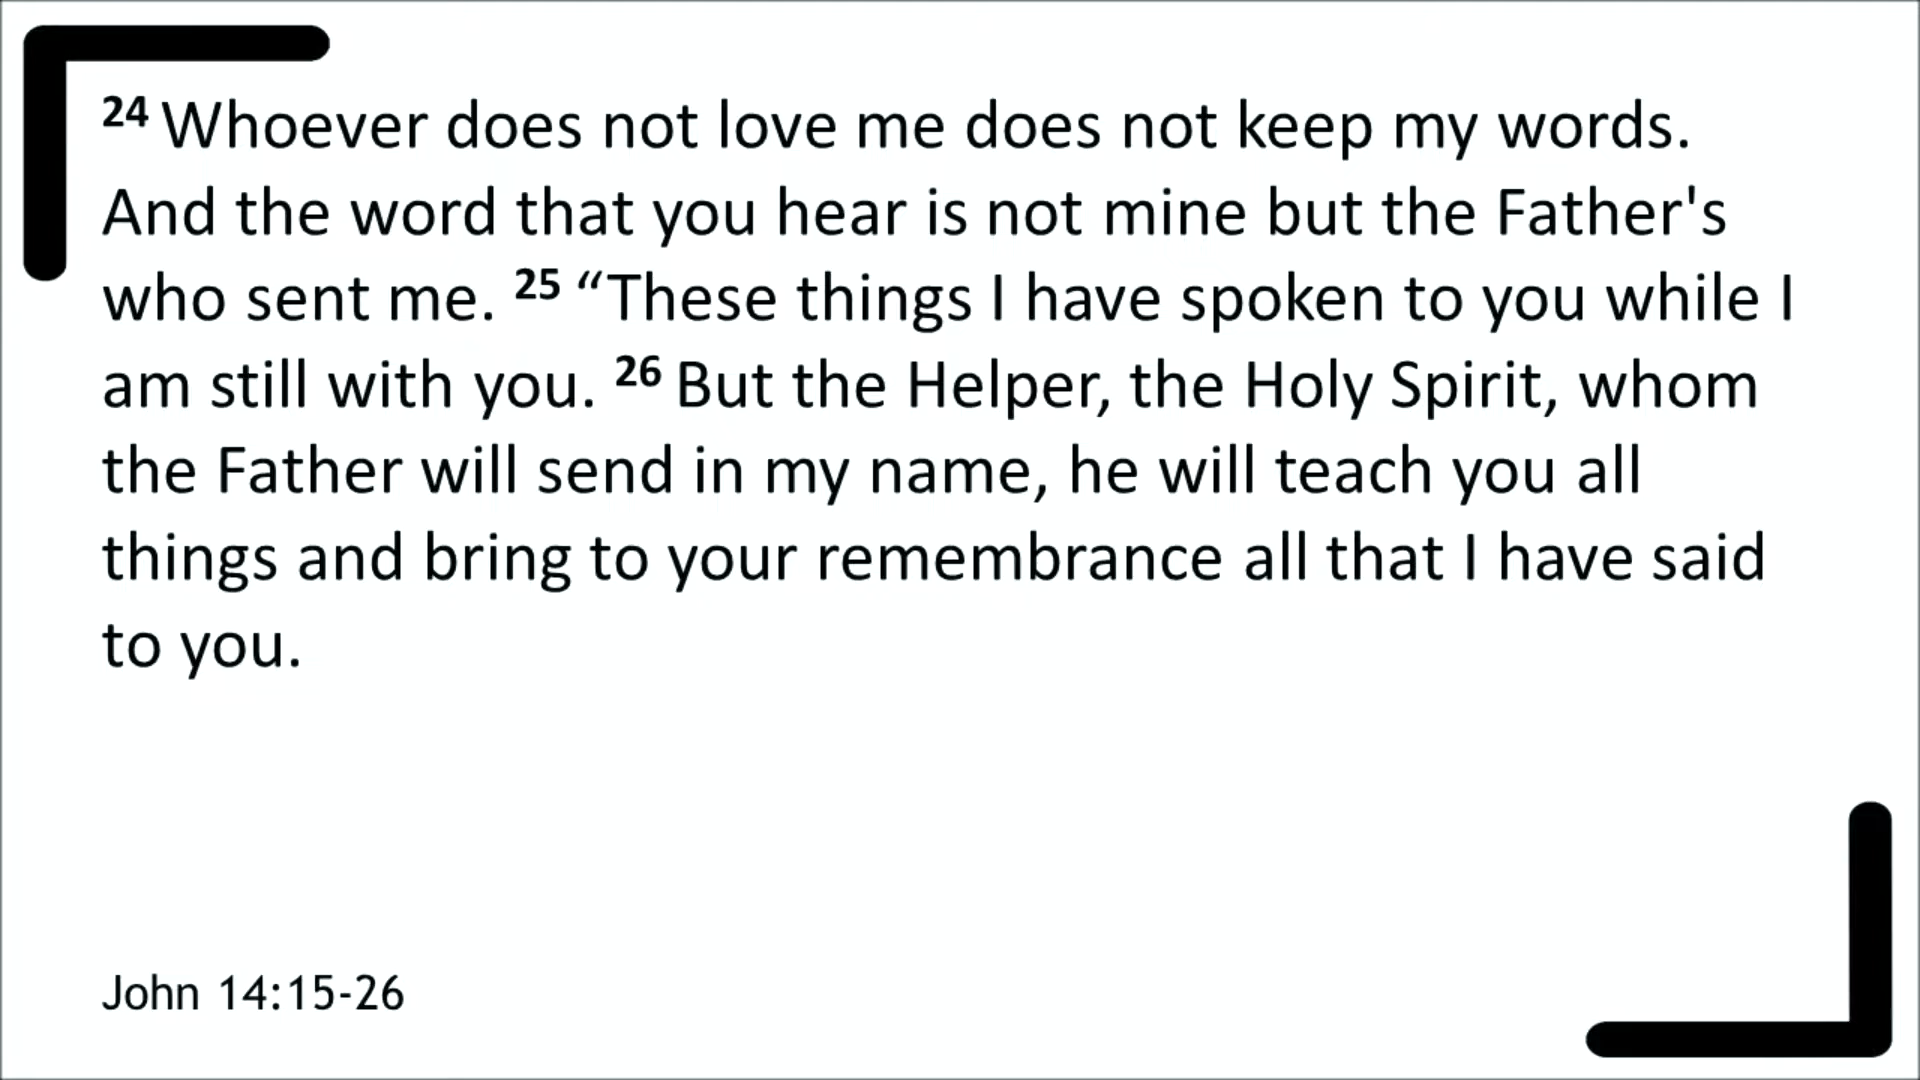 24 Whoever does not love me does not keep my words.
And the word that you hear is not mine but the Father's
who sent me. 25 “These things I have spoken to you while I
am still with you. 26 But the Helper, the Holy Spirit, whom
the Father will send in my name, he will teach you all
things and bring to your remembrance all that I have said
to you.
John 14:15-26